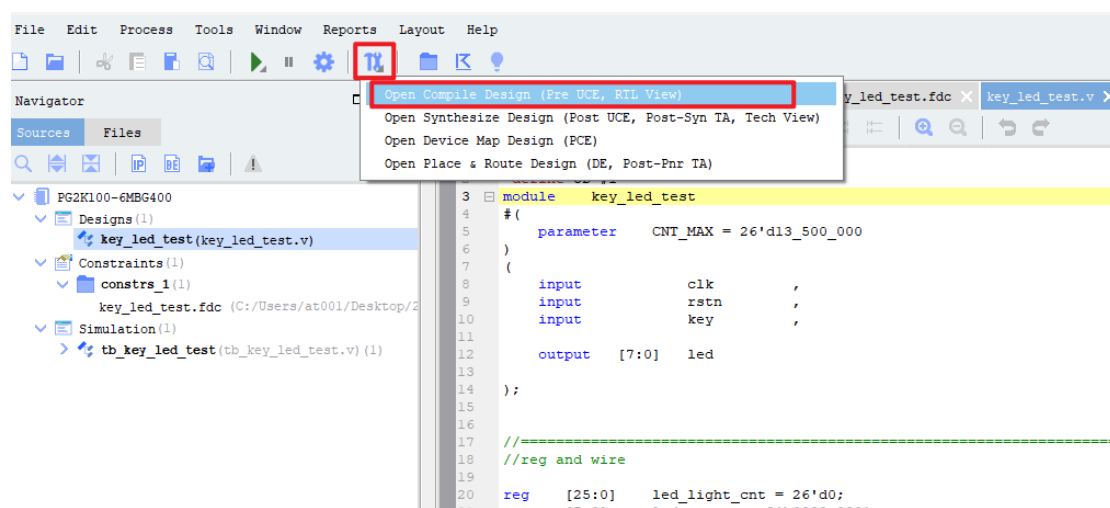 File Edit Process Tools Window Reports Layout Help
Navigator
Sources Files
IP BE
Open Compile Design (Pre UCE, RTL View)
Open Synthesize Design (Post UCE, Post-Syn TA, Tech View)
Open Device Map Design (PCE)
Open Place & Route Design (DE, Post-Pnr TA)
y_led_test.fdc key_led_test.v
PG2K100-6MBG400
Designs(1)
key_led_test(key_led_test.v)
Constraints(1)
constrs_1(1)
key_led_test.fdc (C:/Users/at001/Desktop/2
Simulation(1)
tb_key_led_test(tb_key_led_test.v)(1)
3 module key_led_test
4 #(
5 parameter CNT_MAX = 26'd13_500_000
6 )
7 (
8 input clk ,
9 input rstn ,
10 input key ,
11
12 output [7:0] led
13
14 );
15
16
17 //==========================================================
18 //reg and wire
19
20 reg [25:0] led_light_cnt = 26'd0;